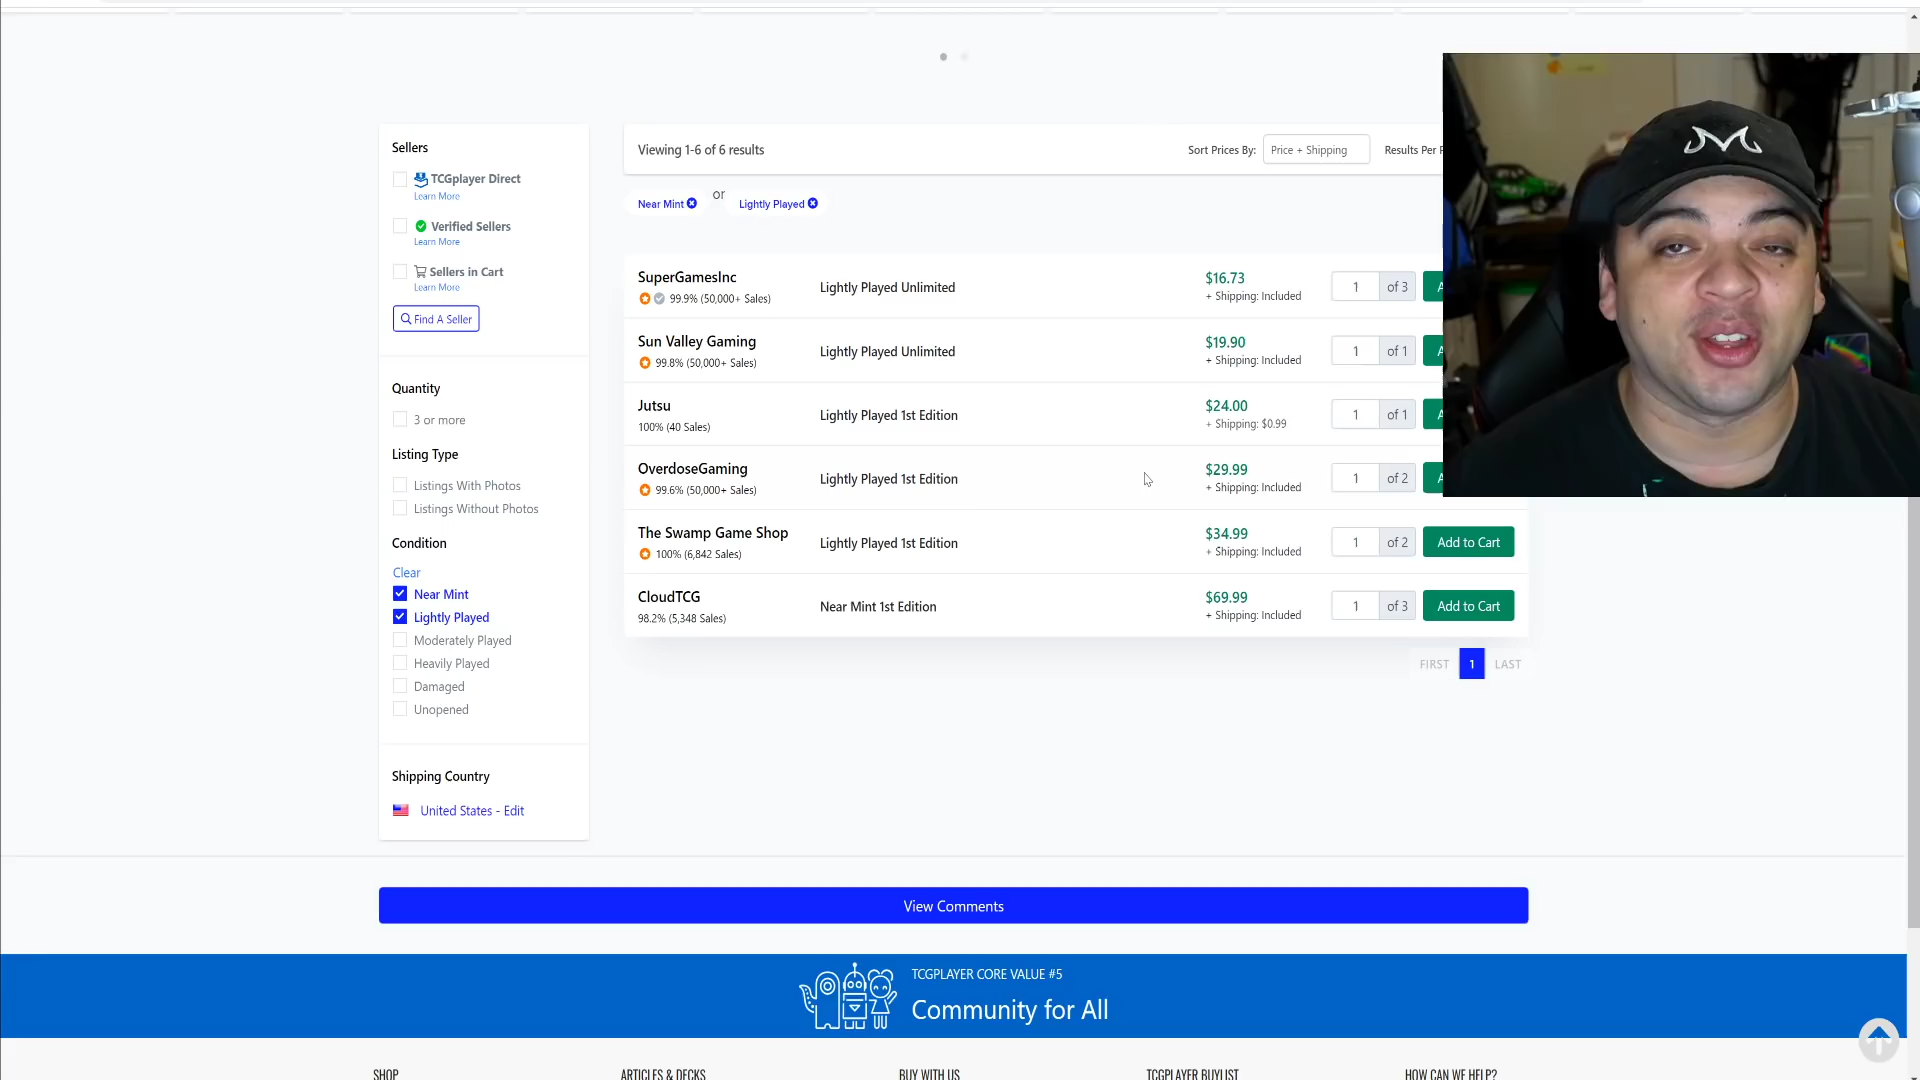 Sellers
TCGplayer Direct
Learn More
Verified Sellers
Learn More
Sellers in Cart
Learn More
Find A Seller
Quantity
3 or more
Listing Type
Listings With Photos
Listings Without Photos
Condition
Clear
Near Mint
Lightly Played
Moderately Played
Heavily Played
Damaged
Unopened
Shipping Country
United States - Edit
Viewing 1-6 of 6 results
Sort Prices By: Price + Shipping Results Per
Near Mint or Lightly Played
SuperGamesInc
99.9% (50,000+ Sales)
Lightly Played Unlimited
$16.73
+ Shipping: Included
1 of 3
Sun Valley Gaming
99.8% (50,000+ Sales)
Lightly Played Unlimited
$19.90
+ Shipping: Included
1 of 1
Jutsu
100% (40 Sales)
Lightly Played 1st Edition
$24.00
+ Shipping: $0.99
1 of 1
OverdoseGaming
99.6% (50,000+ Sales)
Lightly Played 1st Edition
$29.99
+ Shipping: Included
1 of 2
The Swamp Game Shop
100% (6,842 Sales)
Lightly Played 1st Edition
$34.99
+ Shipping: Included
1 of 2 Add to Cart
CloudTCG
98.2% (5,348 Sales)
Near Mint 1st Edition
$69.99
+ Shipping: Included
1 of 3 Add to Cart
FIRST 1 LAST
View Comments
TCGPLAYER CORE VALUE #5
Community for All
SHOP ARTICLES & DECKS BUY WITH US TCGPLAYER BUYLIST HOW CAN WE HELP?